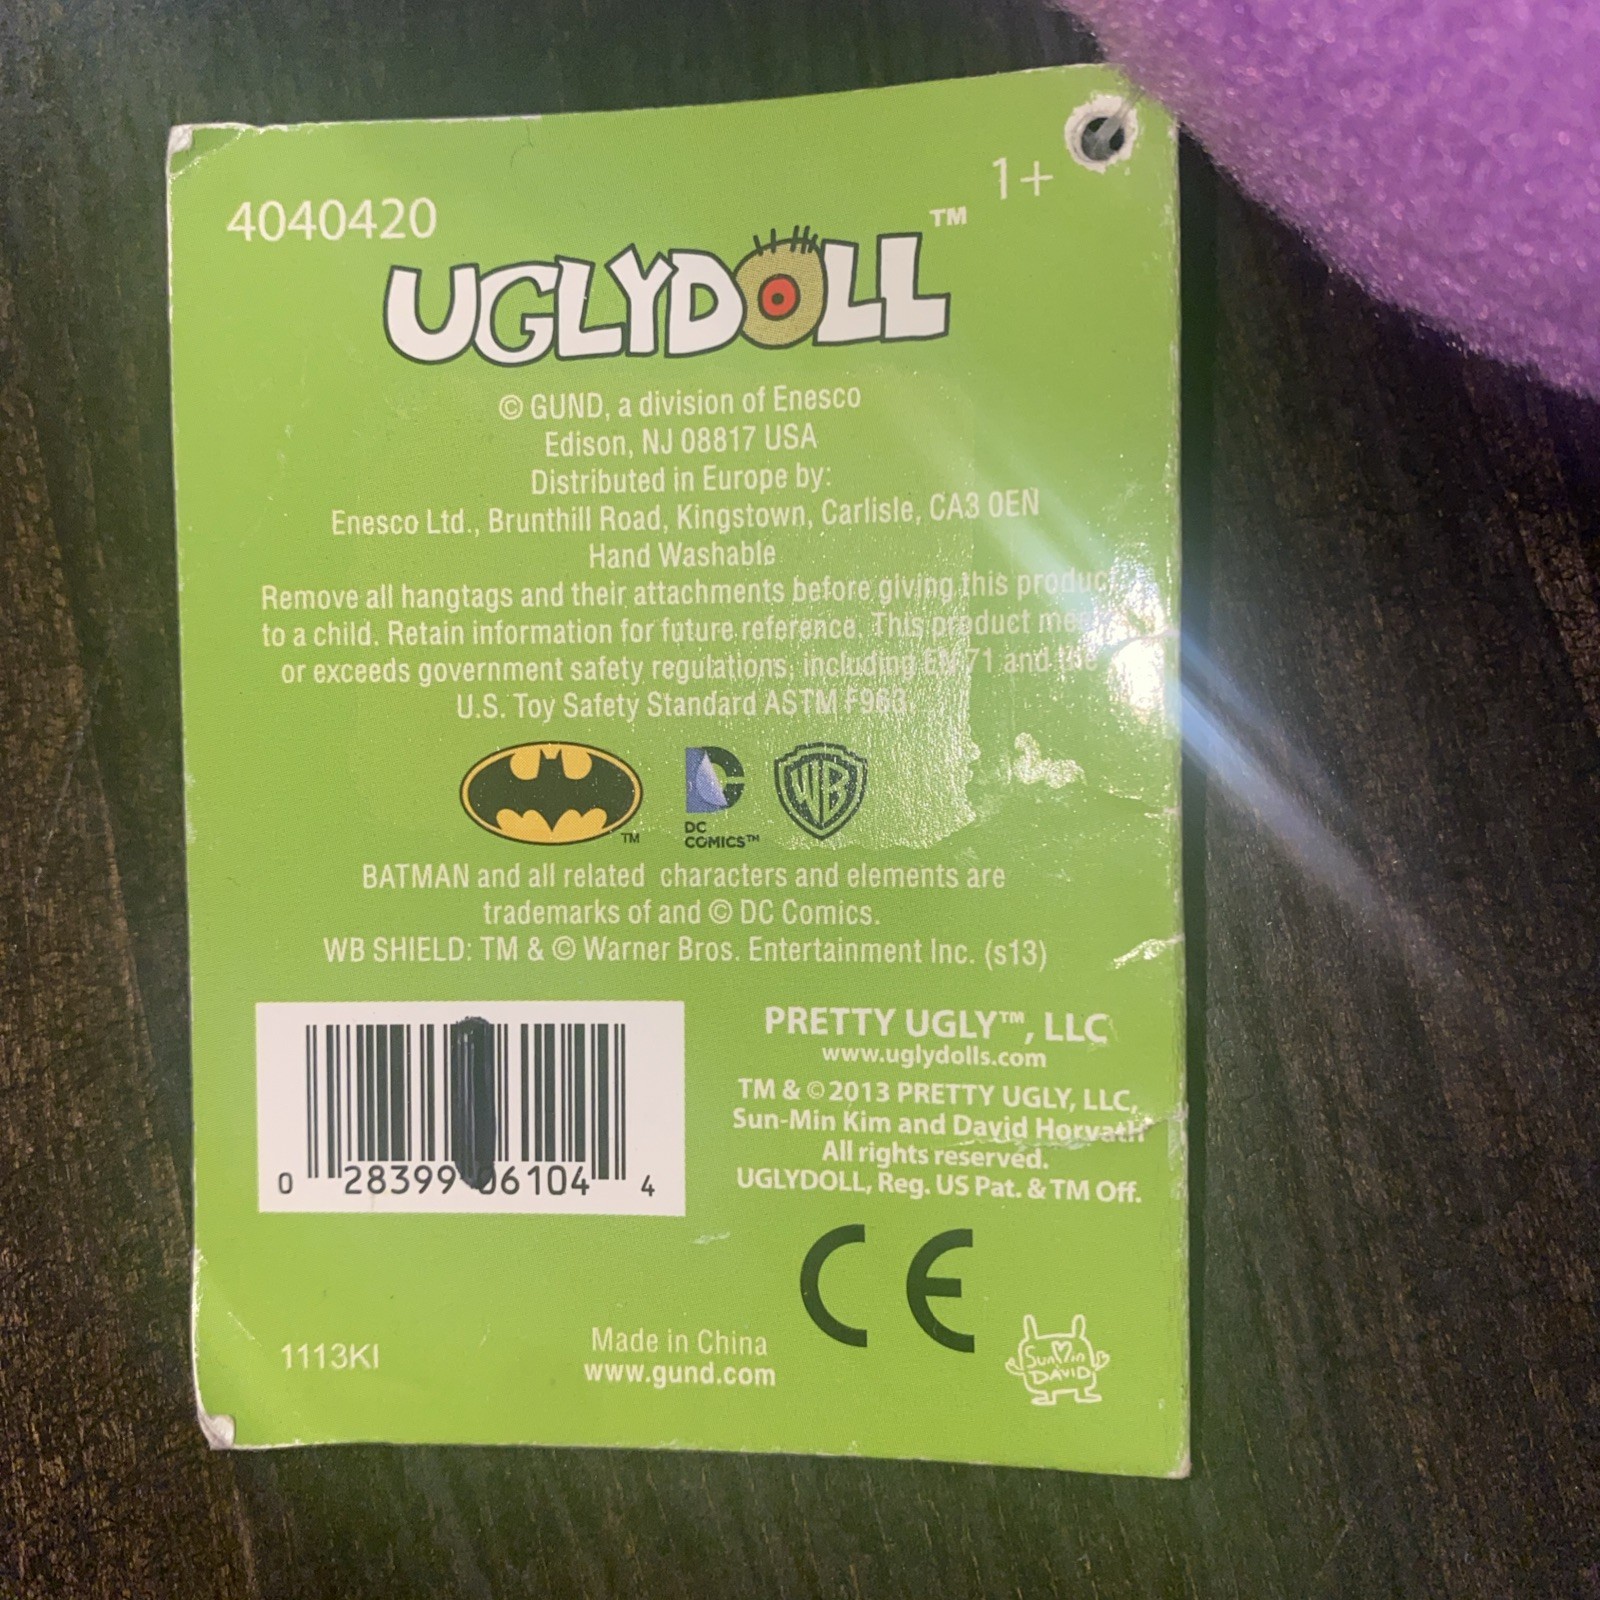 1+
4040420
UGLYDOLL™
© GUND, a division of Enesco
Edison, NJ 08817 USA
Distributed in Europe by:
Enesco Ltd., Brunthill Road, Kingstown, Carlisle, CA3 0EN
Hand Washable
Remove all hangtags and their attachments before giving this product
to a child. Retain information for future reference. This product
or exceeds government safety regulations, including EN 71 and the
U.S. Toy Safety Standard ASTM F963.
™
DC
COMICS™
WB
BATMAN and all related characters and elements are
trademarks of and © DC Comics.
WB SHIELD: TM & © Warner Bros. Entertainment Inc. (s13)
0 28399 06104 4
PRETTY UGLY™, LLC
www.uglydolls.com
TM & © 2013 PRETTY UGLY, LLC,
Sun-Min Kim and David Horvath
All rights reserved.
UGLYDOLL, Reg. US Pat. & TM Off.
CE
1113KI
Made in China
www.gund.com
SunMin
DAVID